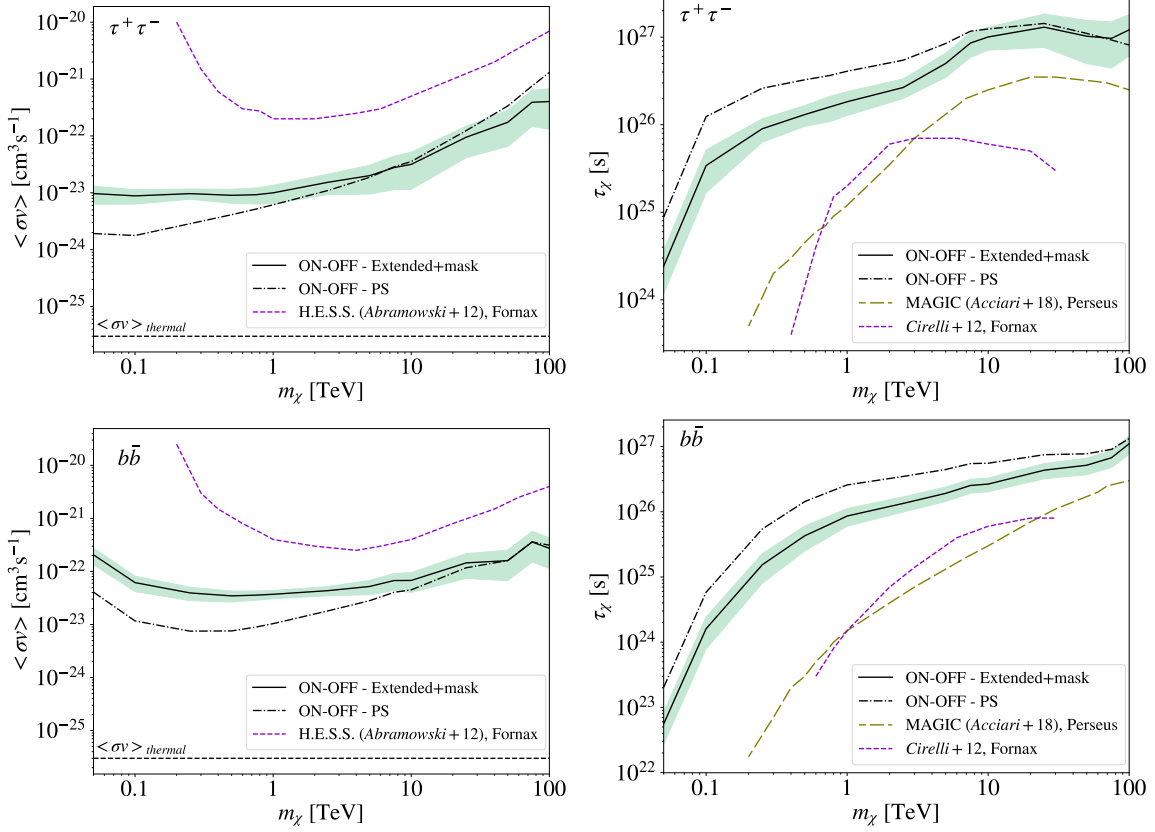 τ⁺τ⁻
10⁻²⁰
10⁻²¹
10⁻²²
10⁻²³
10⁻²⁴
10⁻²⁵
< σv > [cm³s⁻¹]
ON-OFF - Extended+mask
ON-OFF - PS
H.E.S.S. (Abramowski + 12), Fornax
< σv > thermal
0.1 1 10 100
mχ [TeV]
τ⁺τ⁻
10²⁷
10²⁶
10²⁵
10²⁴
τχ [s]
ON-OFF - Extended+mask
ON-OFF - PS
MAGIC (Acciari + 18), Perseus
Cirelli + 12, Fornax
0.1 1 10 100
mχ [TeV]
bb̄
10⁻²⁰
10⁻²¹
10⁻²²
10⁻²³
10⁻²⁴
10⁻²⁵
< σv > [cm³s⁻¹]
ON-OFF - Extended+mask
ON-OFF - PS
H.E.S.S. (Abramowski + 12), Fornax
< σv > thermal
0.1 1 10 100
mχ [TeV]
bb̄
10²⁷
10²⁶
10²⁵
10²⁴
10²³
10²²
τχ [s]
ON-OFF - Extended+mask
ON-OFF - PS
MAGIC (Acciari + 18), Perseus
Cirelli + 12, Fornax
0.1 1 10 100
mχ [TeV]